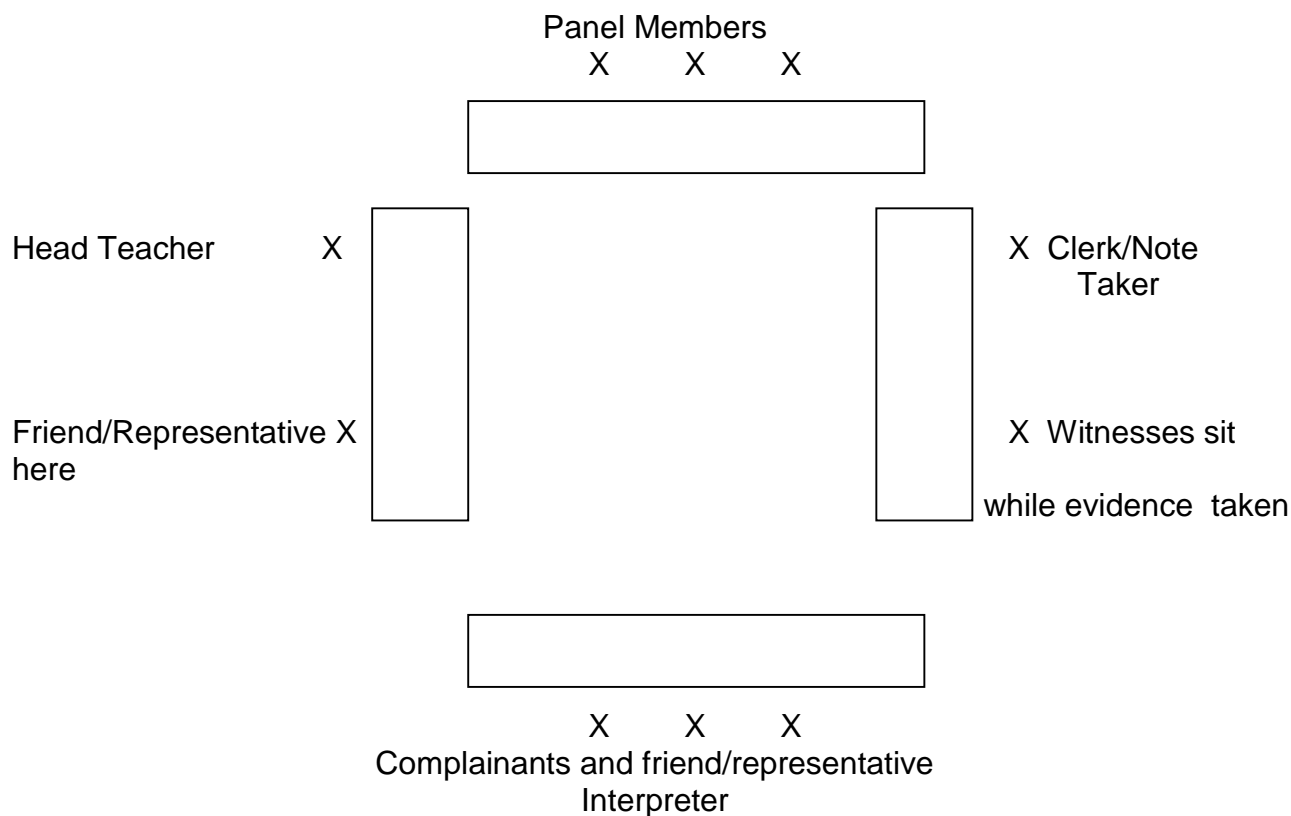 Panel Members
X X X
Head Teacher X
X Clerk/Note
Taker
Friend/Representative X
here
X Witnesses sit
while evidence taken
X X X
Complainants and friend/representative
Interpreter